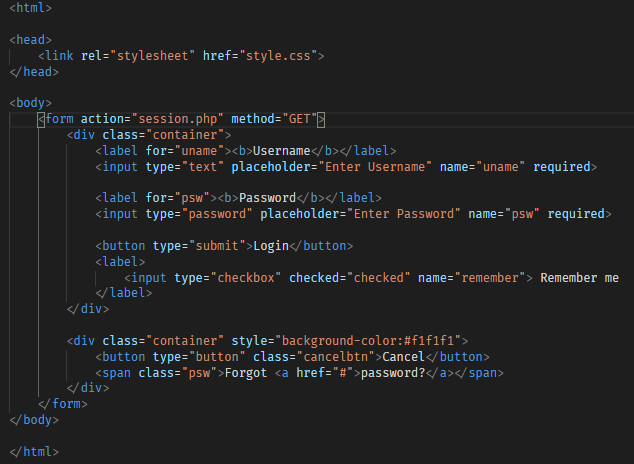 <html>
<head>
<link rel="stylesheet" href="style.css">
</head>
<body>
<form action="session.php" method="GET">
<div class="container">
<label for="uname"><b>Username</b></label>
<input type="text" placeholder="Enter Username" name="uname" required>
<label for="psw"><b>Password</b></label>
<input type="password" placeholder="Enter Password" name="psw" required>
<button type="submit">Login</button>
<label>
<input type="checkbox" checked="checked" name="remember"> Remember me
</label>
</div>
<div class="container" style="background-color:#f1f1f1">
<button type="button" class="cancelbtn">Cancel</button>
<span class="psw">Forgot <a href="#">password?</a></span>
</div>
</form>
</body>
</html>